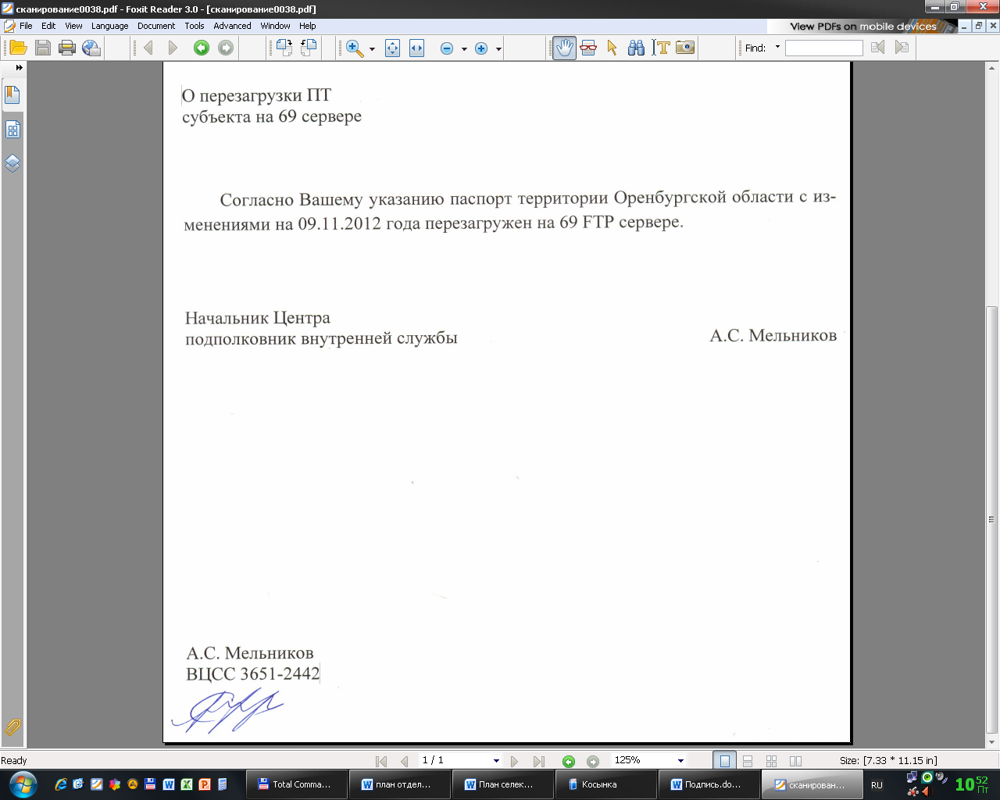 сканирование0038.pdf - Foxit Reader 3.0 - [сканирование0038.pdf]
File Edit View Language Document Tools Advanced Window Help
View PDFs on mobile devices
Find:
О перезагрузки ПТ
субъекта на 69 сервере
Согласно Вашему указанию паспорт территории Оренбургской области с из-
менениями на 09.11.2012 года перезагружен на 69 FTP сервере.
Начальник Центра
подполковник внутренней службы
А.С. Мельников
А.С. Мельников
ВЦСС 3651-2442
Ready
1 / 1
125%
Size: [7.33 * 11.15 in]
Total Comma...
план отдел...
План селек...
Косынка
Подпись.do...
сканирован...
RU
10 52
Пт